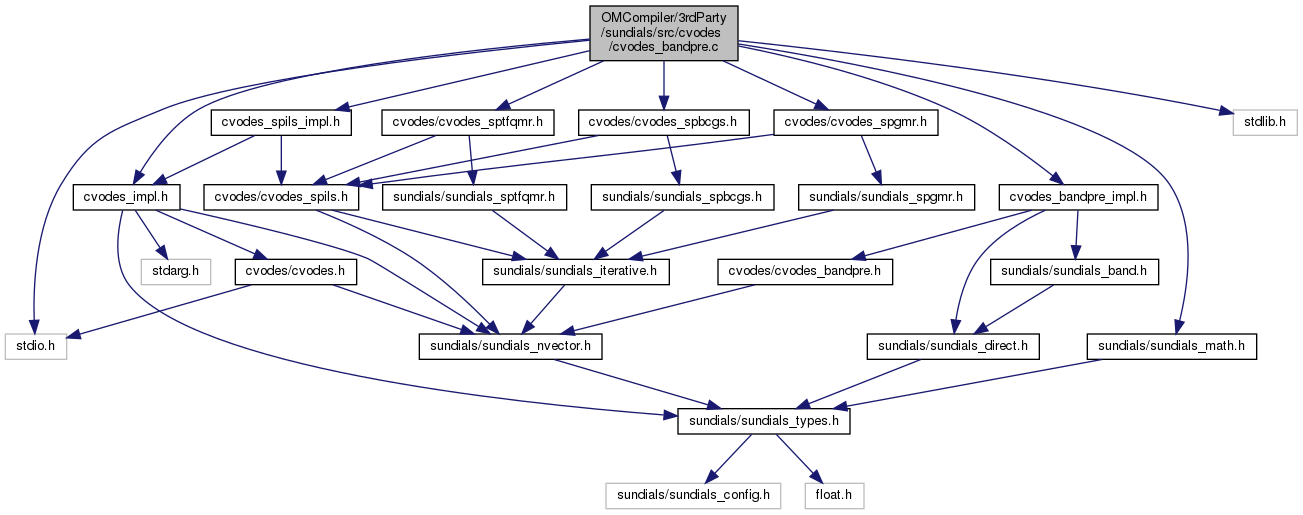 OMCompiler/3rdParty
/sundials/src/cvodes
/cvodes_bandpre.c
cvodes_spils_impl.h
cvodes/cvodes_sptfqmr.h
cvodes/cvodes_spbcgs.h
cvodes/cvodes_spgmr.h
stdlib.h
cvodes_impl.h
cvodes/cvodes_spils.h
sundials/sundials_sptfqmr.h
sundials/sundials_spbcgs.h
sundials/sundials_spgmr.h
cvodes_bandpre_impl.h
stdarg.h
cvodes/cvodes.h
sundials/sundials_iterative.h
cvodes/cvodes_bandpre.h
sundials/sundials_band.h
stdio.h
sundials/sundials_nvector.h
sundials/sundials_direct.h
sundials/sundials_math.h
sundials/sundials_types.h
sundials/sundials_config.h
float.h